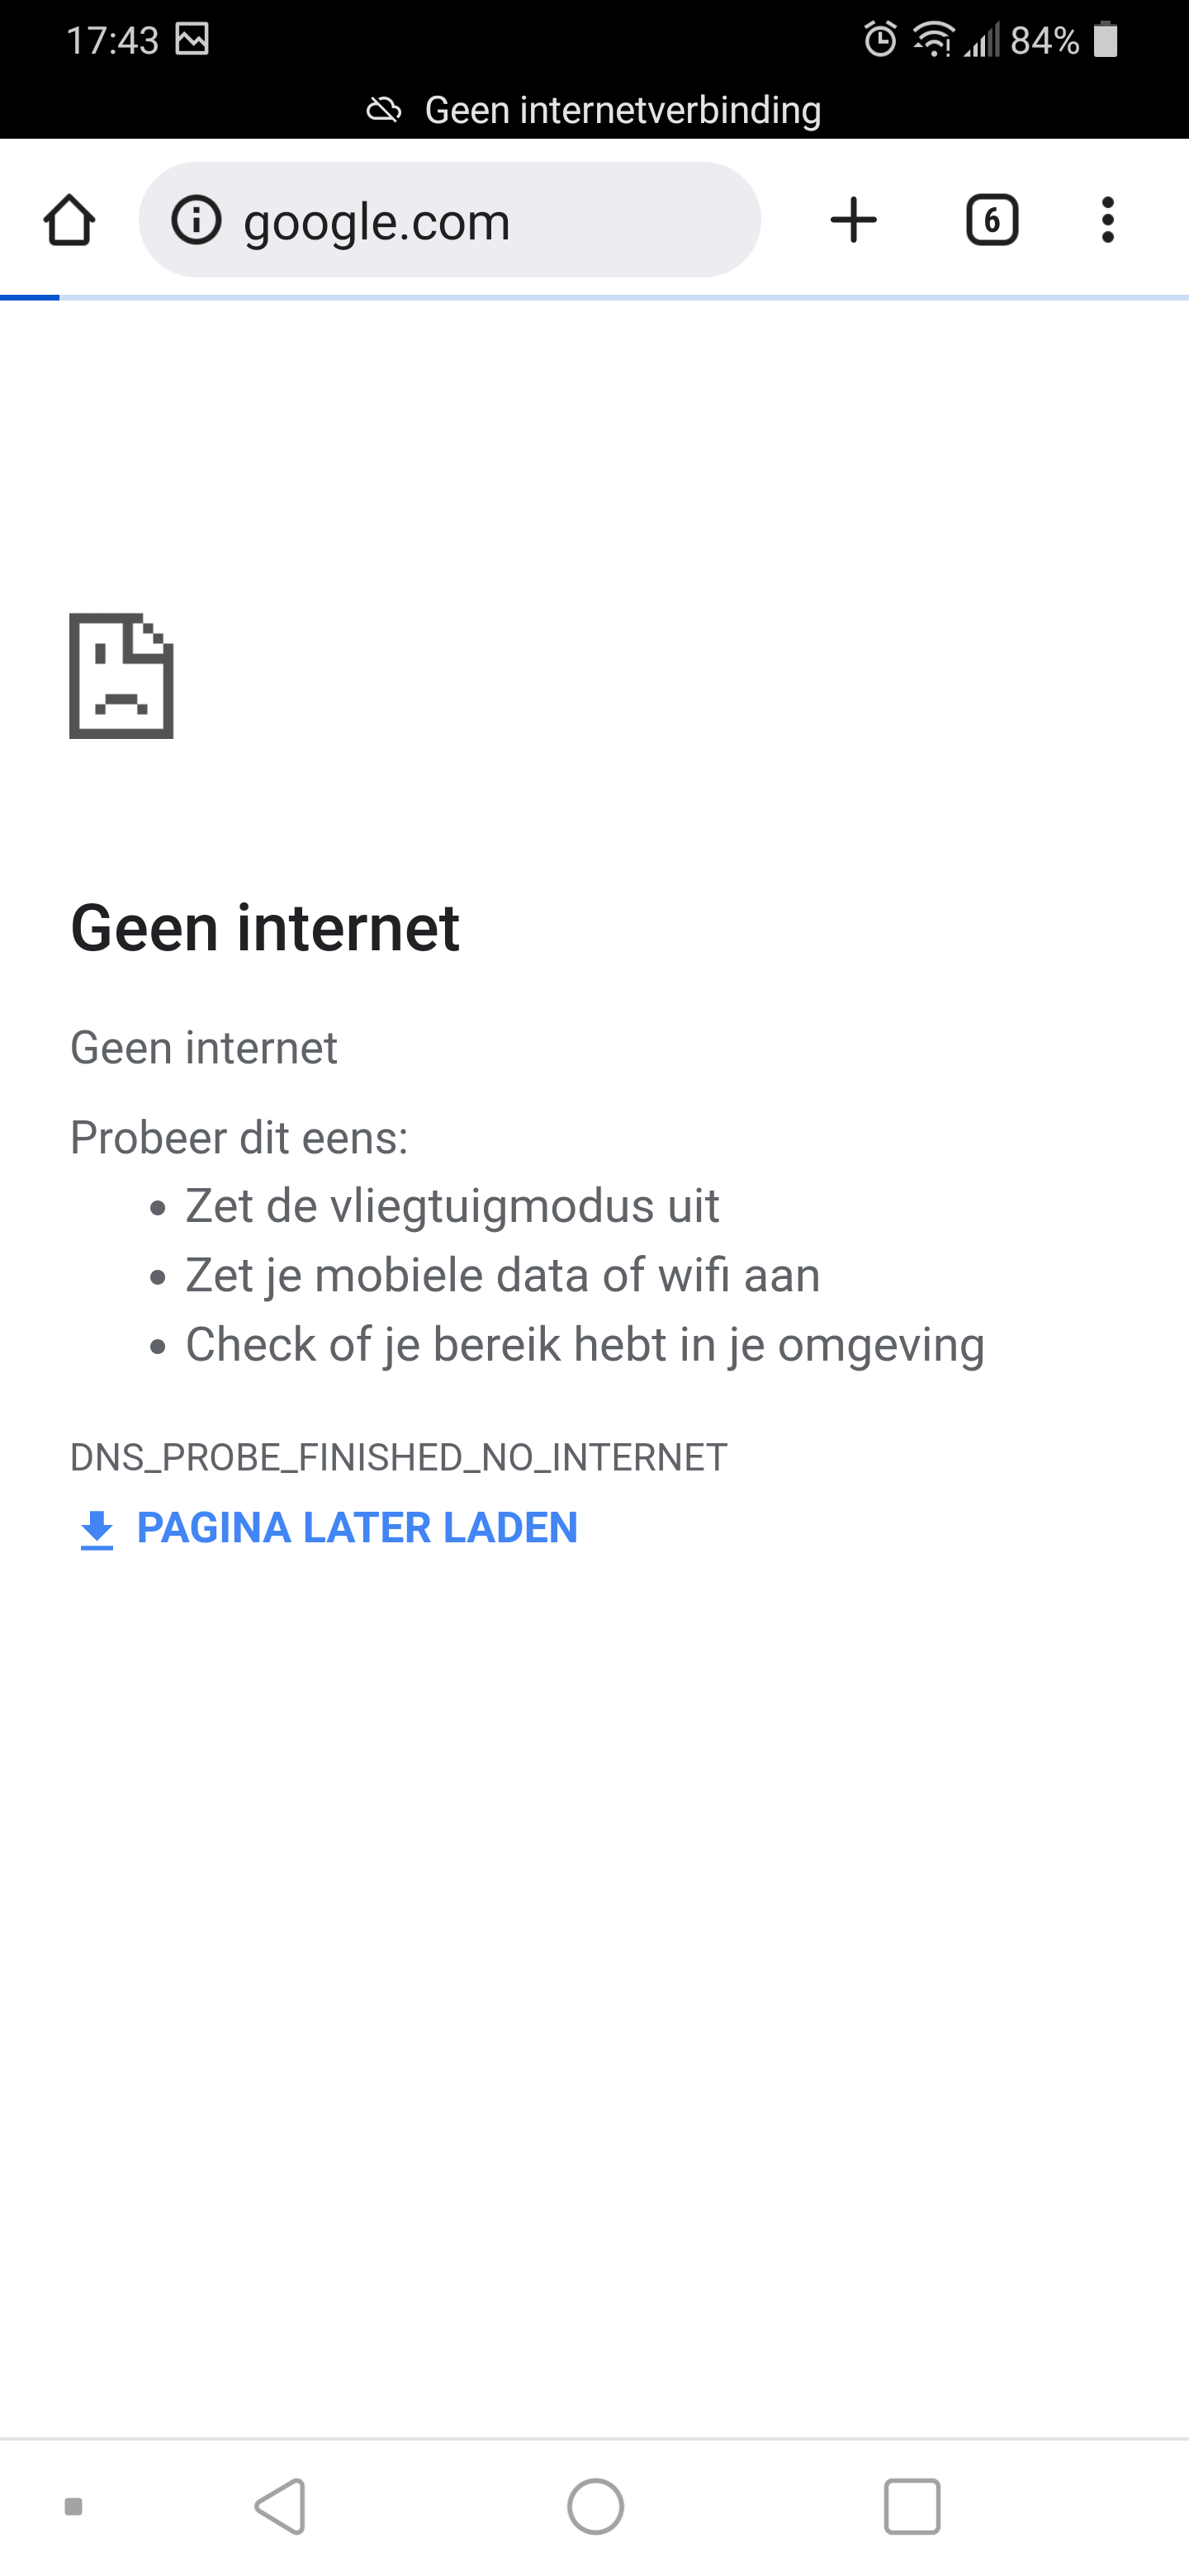 17:43 84%
Geen internetverbinding
google.com 6
Geen internet
Geen internet
Probeer dit eens:
• Zet de vliegtuigmodus uit
• Zet je mobiele data of wifi aan
• Check of je bereik hebt in je omgeving
DNS_PROBE_FINISHED_NO_INTERNET
PAGINA LATER LADEN